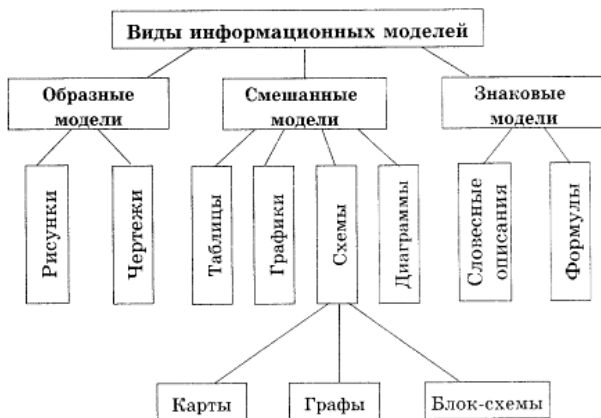 Виды информационных моделей
Образные
модели
Смешанные
модели
Знаковые
модели
Рисунки
Чертежи
Таблицы
Графики
Схемы
Диаграммы
Словесные
описания
Формулы
Карты
Графы
Блок-схемы